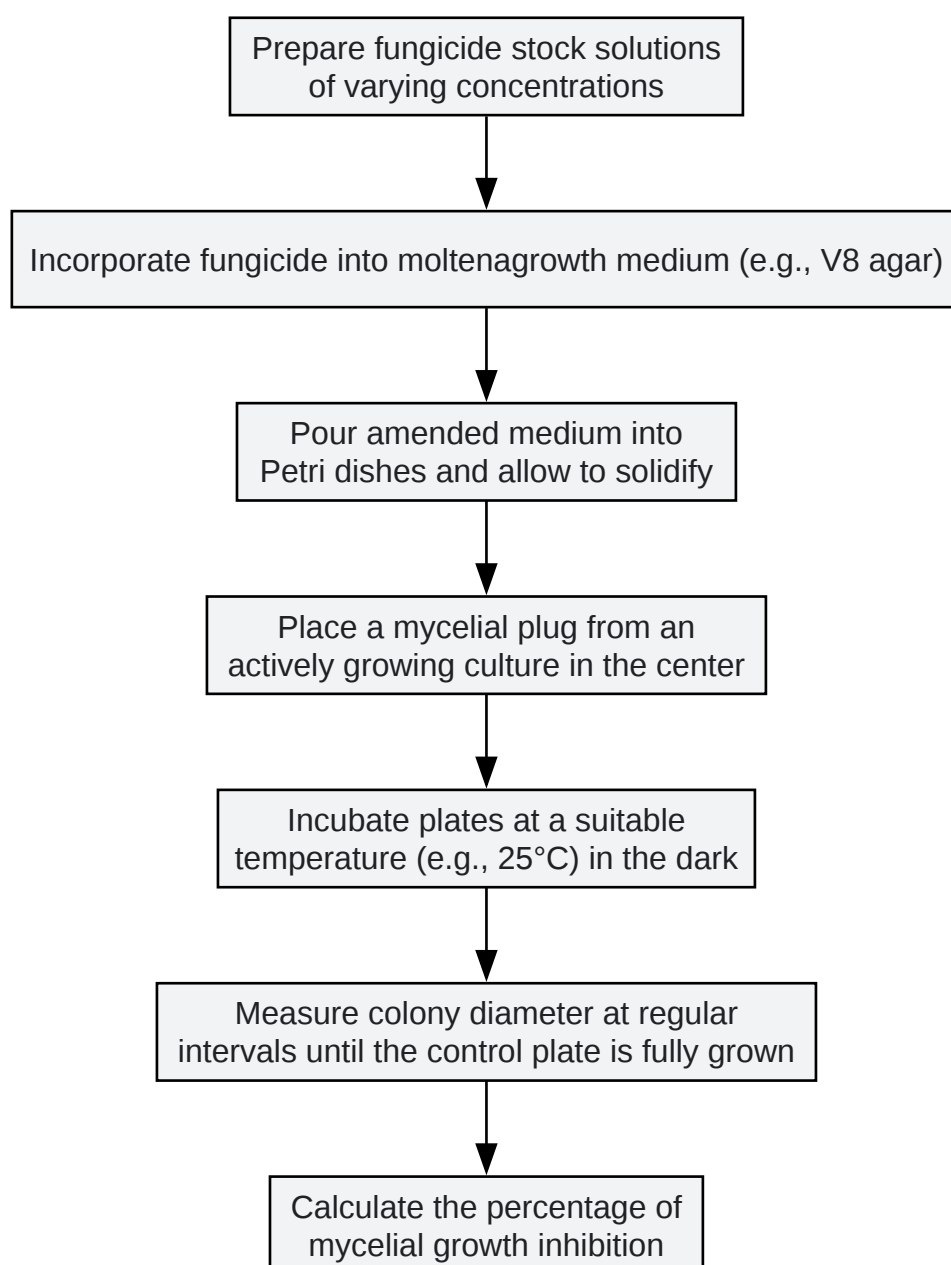 Prepare fungicide stock solutions
of varying concentrations
Incorporate fungicide into moltenagrowth medium (e.g., V8 agar)
Pour amended medium into
Petri dishes and allow to solidify
Place a mycelial plug from an
actively growing culture in the center
Incubate plates at a suitable
temperature (e.g., 25°C) in the dark
Measure colony diameter at regular
intervals until the control plate is fully grown
Calculate the percentage of
mycelial growth inhibition